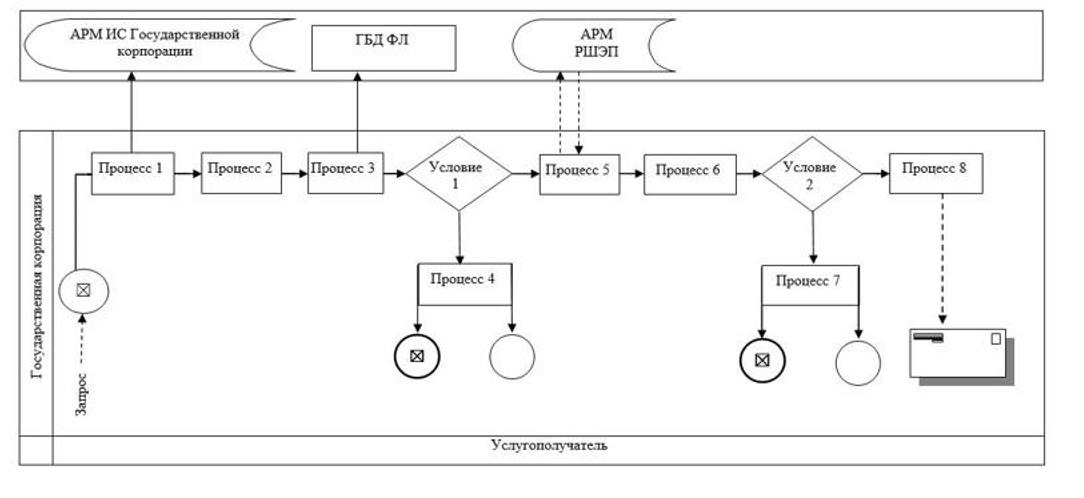 АРМ ИС Государственной
корпорации
ГБД ФЛ
АРМ
РШЭП
Процесс 1
Процесс 2
Процесс 3
Условие
1
Процесс 5
Процесс 6
Условие
2
Процесс 8
Процесс 4
Процесс 7
Государственная корпорация
Запрос
Услугополучатель